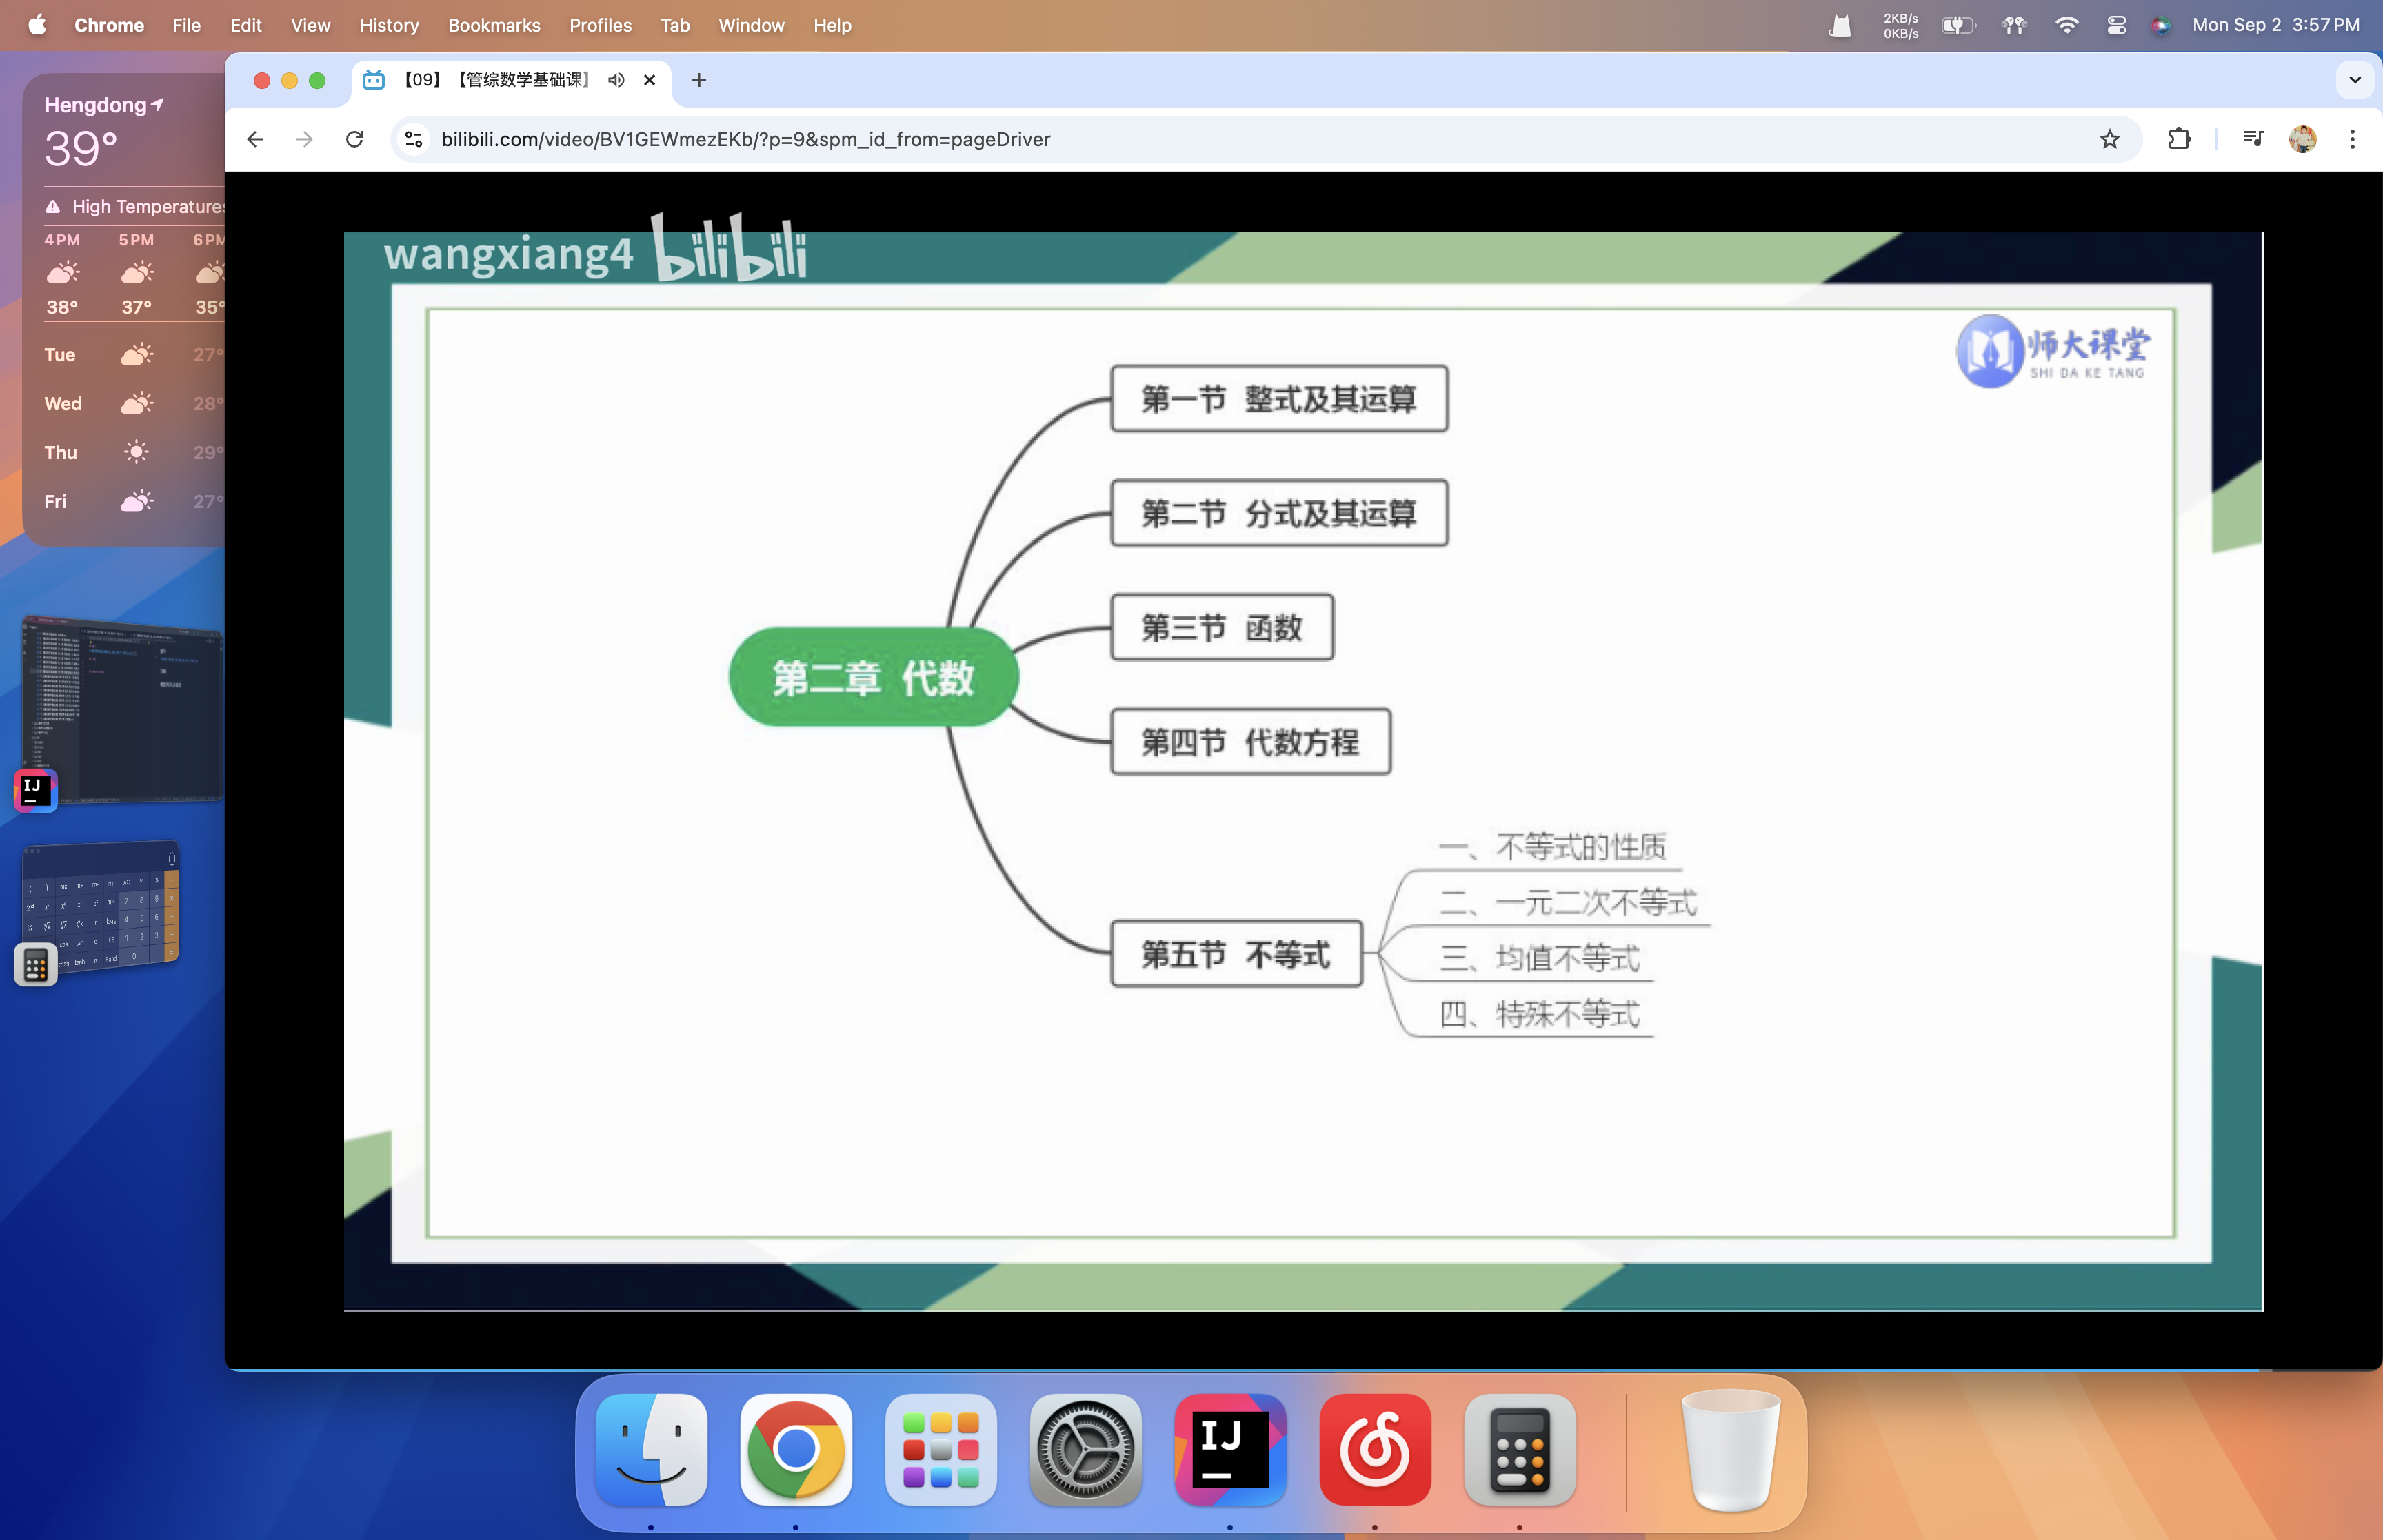 Chrome File Edit View History Bookmarks Profiles Tab Window Help
2KB/s
0KB/s
Mon Sep 2 3:57 PM
【09】【管综数学基础课】
bilibili.com/video/BV1GEWmezEKb/?p=9&spm_id_from=pageDriver
Hengdong
39°
High Temperatures
4 PM 5 PM 6 PM
38° 37° 35°
Tue 27°
Wed 28°
Thu 29°
Fri 27°
wangxiang4 bilibili
师大课堂
SHI DA KE TANG
第二章 代数
第一节 整式及其运算
第二节 分式及其运算
第三节 函数
第四节 代数方程
第五节 不等式
一、不等式的性质
二、一元二次不等式
三、均值不等式
四、特殊不等式
IJ
IJ